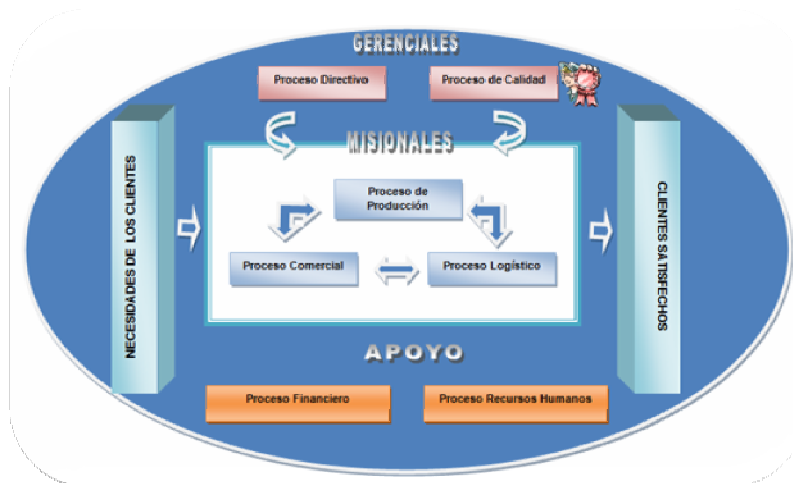 GERENCIALES
Proceso Directivo
Proceso de Calidad
MISIONALES
NECESIDADES DE LOS CLIENTES
Proceso de
Producción
Proceso Comercial
Proceso Logístico
CLIENTES SATISFECHOS
APOYO
Proceso Financiero
Proceso Recursos Humanos